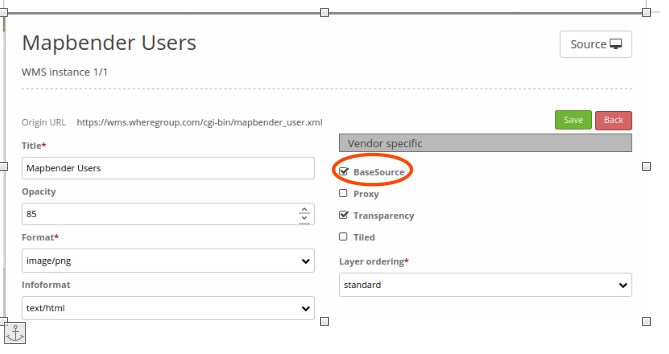 Mapbender Users
Source
WMS instance 1/1
Origin URL https://wms.wheregroup.com/cgi-bin/mapbender_user.xml
Save
Back
Title*
Mapbender Users
Opacity
85
Format*
image/png
Infoformat
text/html
Vendor specific
BaseSource
Proxy
Transparency
Tiled
Layer ordering*
standard